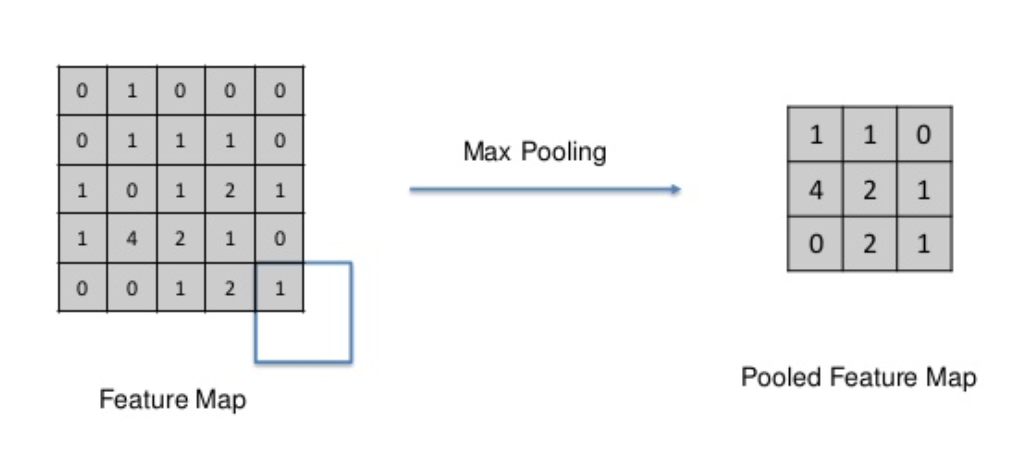 0 1 0 0 0
0 1 1 1 0
1 0 1 2 1
1 4 2 1 0
0 0 1 2 1
Feature Map
Max Pooling
1 1 0
4 2 1
0 2 1
Pooled Feature Map